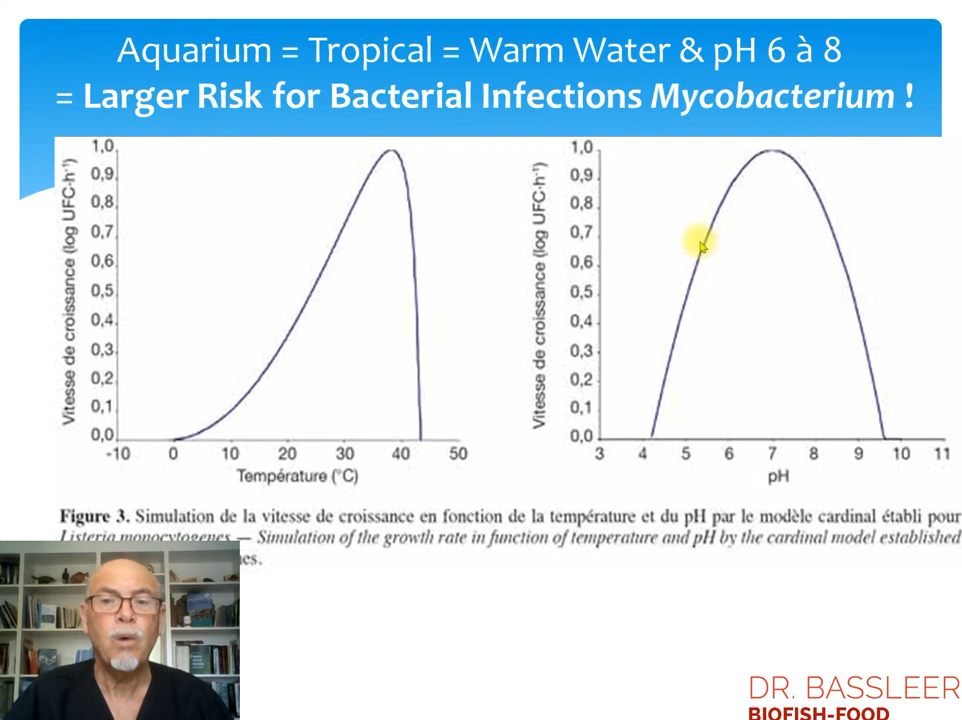 Aquarium = Tropical = Warm Water & pH 6 à 8
= Larger Risk for Bacterial Infections Mycobacterium !
Vitesse de croissance (log UFC·h⁻¹)
1,0
0,9
0,8
0,7
0,6
0,5
0,4
0,3
0,2
0,1
0,0
-10 0 10 20 30 40 50
Température (°C)
Vitesse de croissance (log UFC·h⁻¹)
1,0
0,9
0,8
0,7
0,6
0,5
0,4
0,3
0,2
0,1
0,0
3 4 5 6 7 8 9 10 11
pH
Figure 3. Simulation de la vitesse de croissance en fonction de la température et du pH par le modèle cardinal établi pour
Listeria monocytogenes — Simulation of the growth rate in function of temperature and pH by the cardinal model established
DR. BASSLEER
BIOFISH-FOOD